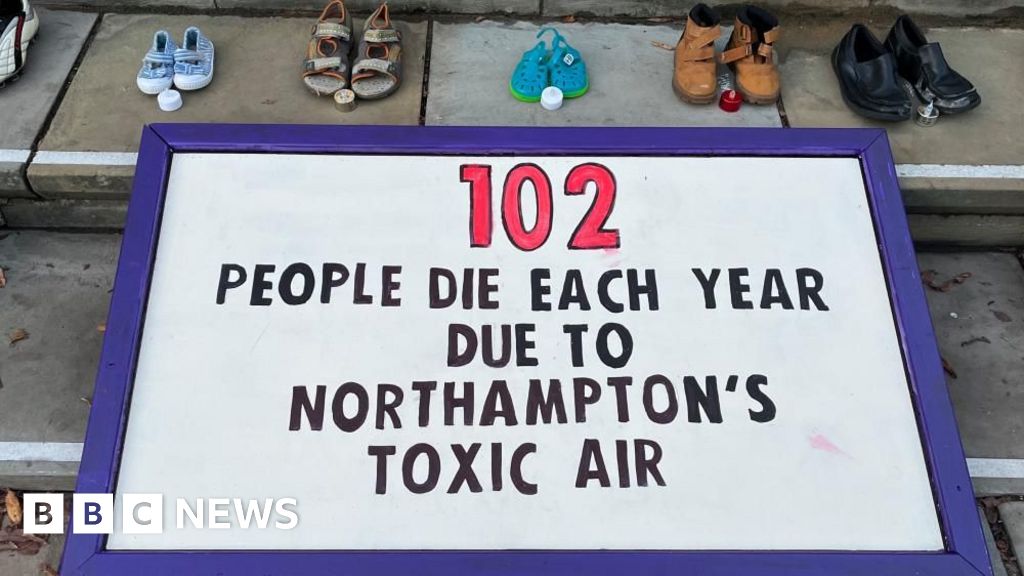 102
PEOPLE DIE EACH YEAR
DUE TO
NORTHAMPTON'S
TOXIC AIR
BBC NEWS